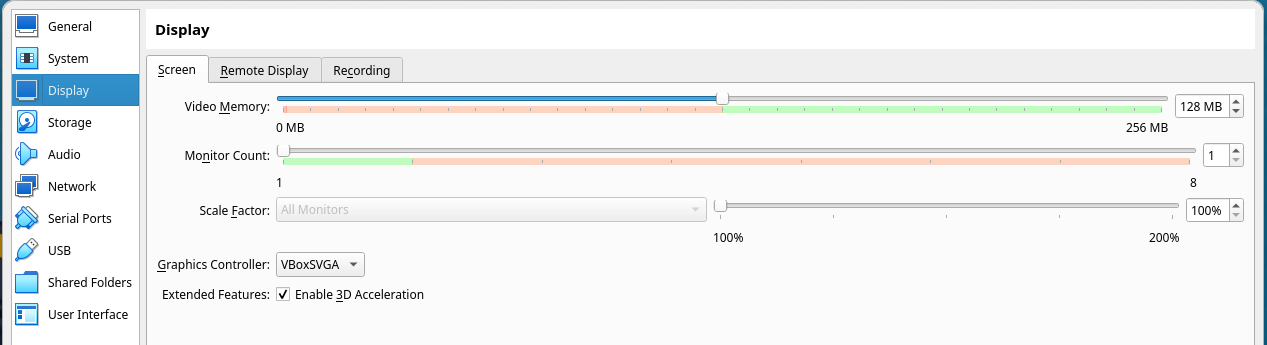 General
System
Display
Storage
Audio
Network
Serial Ports
USB
Shared Folders
User Interface
Display
Screen
Remote Display
Recording
Video Memory:
128 MB
0 MB
256 MB
Monitor Count:
1
1
8
Scale Factor:
All Monitors
100%
100%
200%
Graphics Controller:
VBoxSVGA
Extended Features:
Enable 3D Acceleration